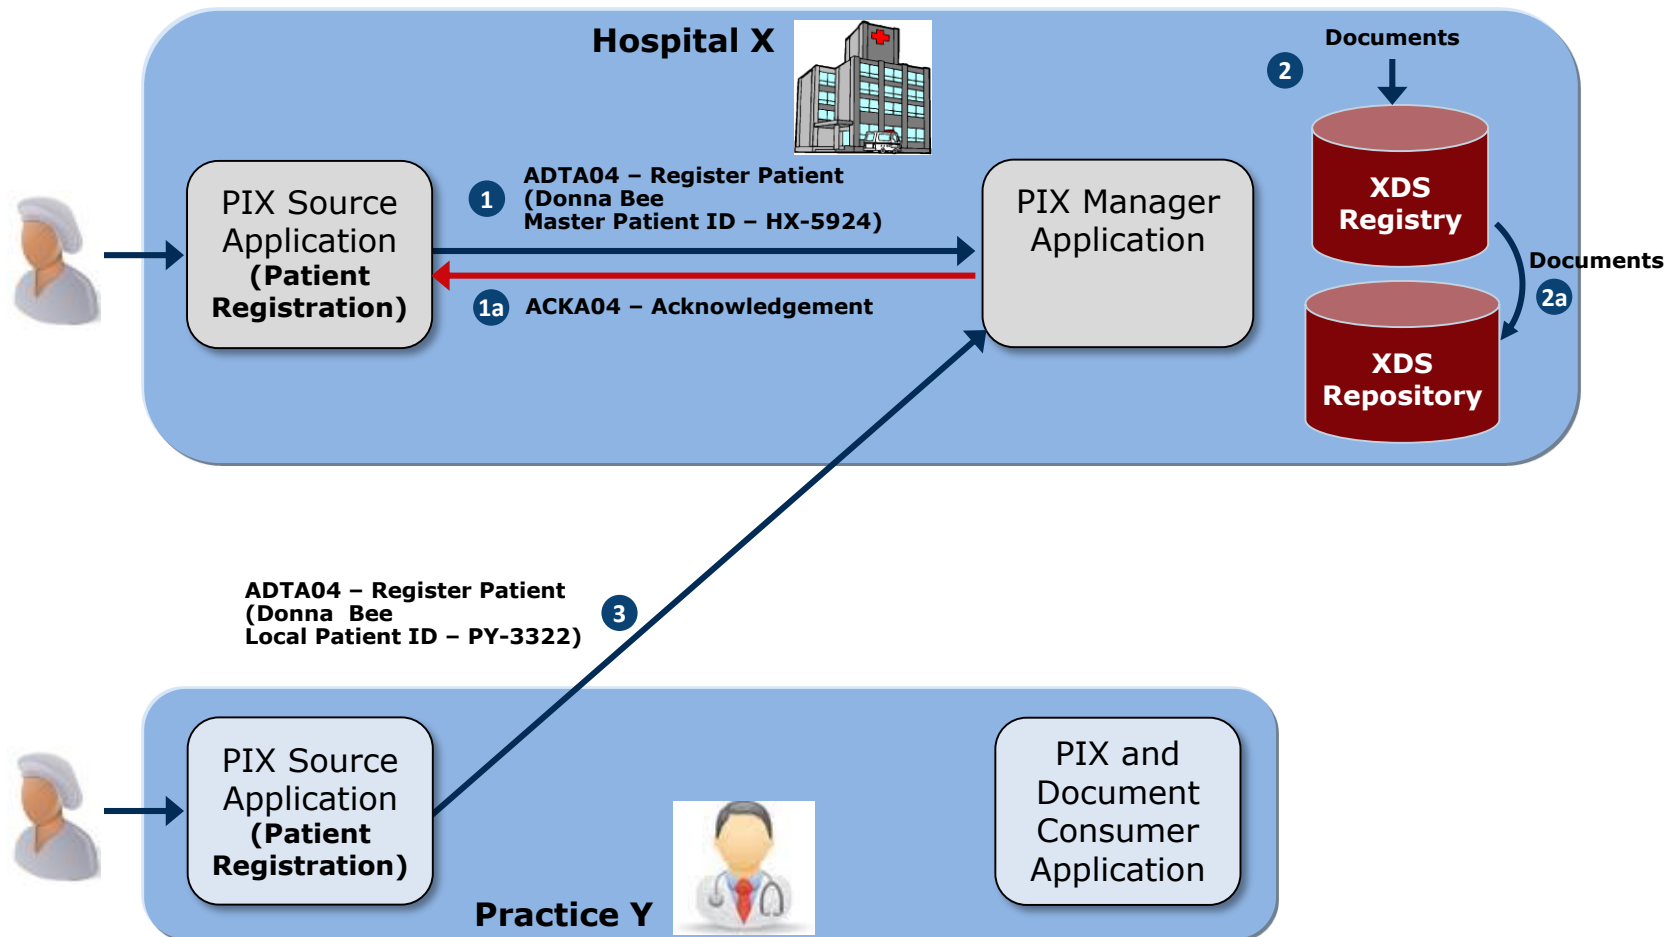 Hospital X
Documents
2
PIX Source
Application
(Patient
Registration)
1
ADTA04 – Register Patient
(Donna Bee
Master Patient ID – HX-5924)
1a
ACKA04 – Acknowledgement
PIX Manager
Application
XDS
Registry
Documents
2a
XDS
Repository
ADTA04 – Register Patient
(Donna  Bee
Local Patient ID – PY-3322)
3
PIX Source
Application
(Patient
Registration)
Practice Y
PIX and
Document
Consumer
Application